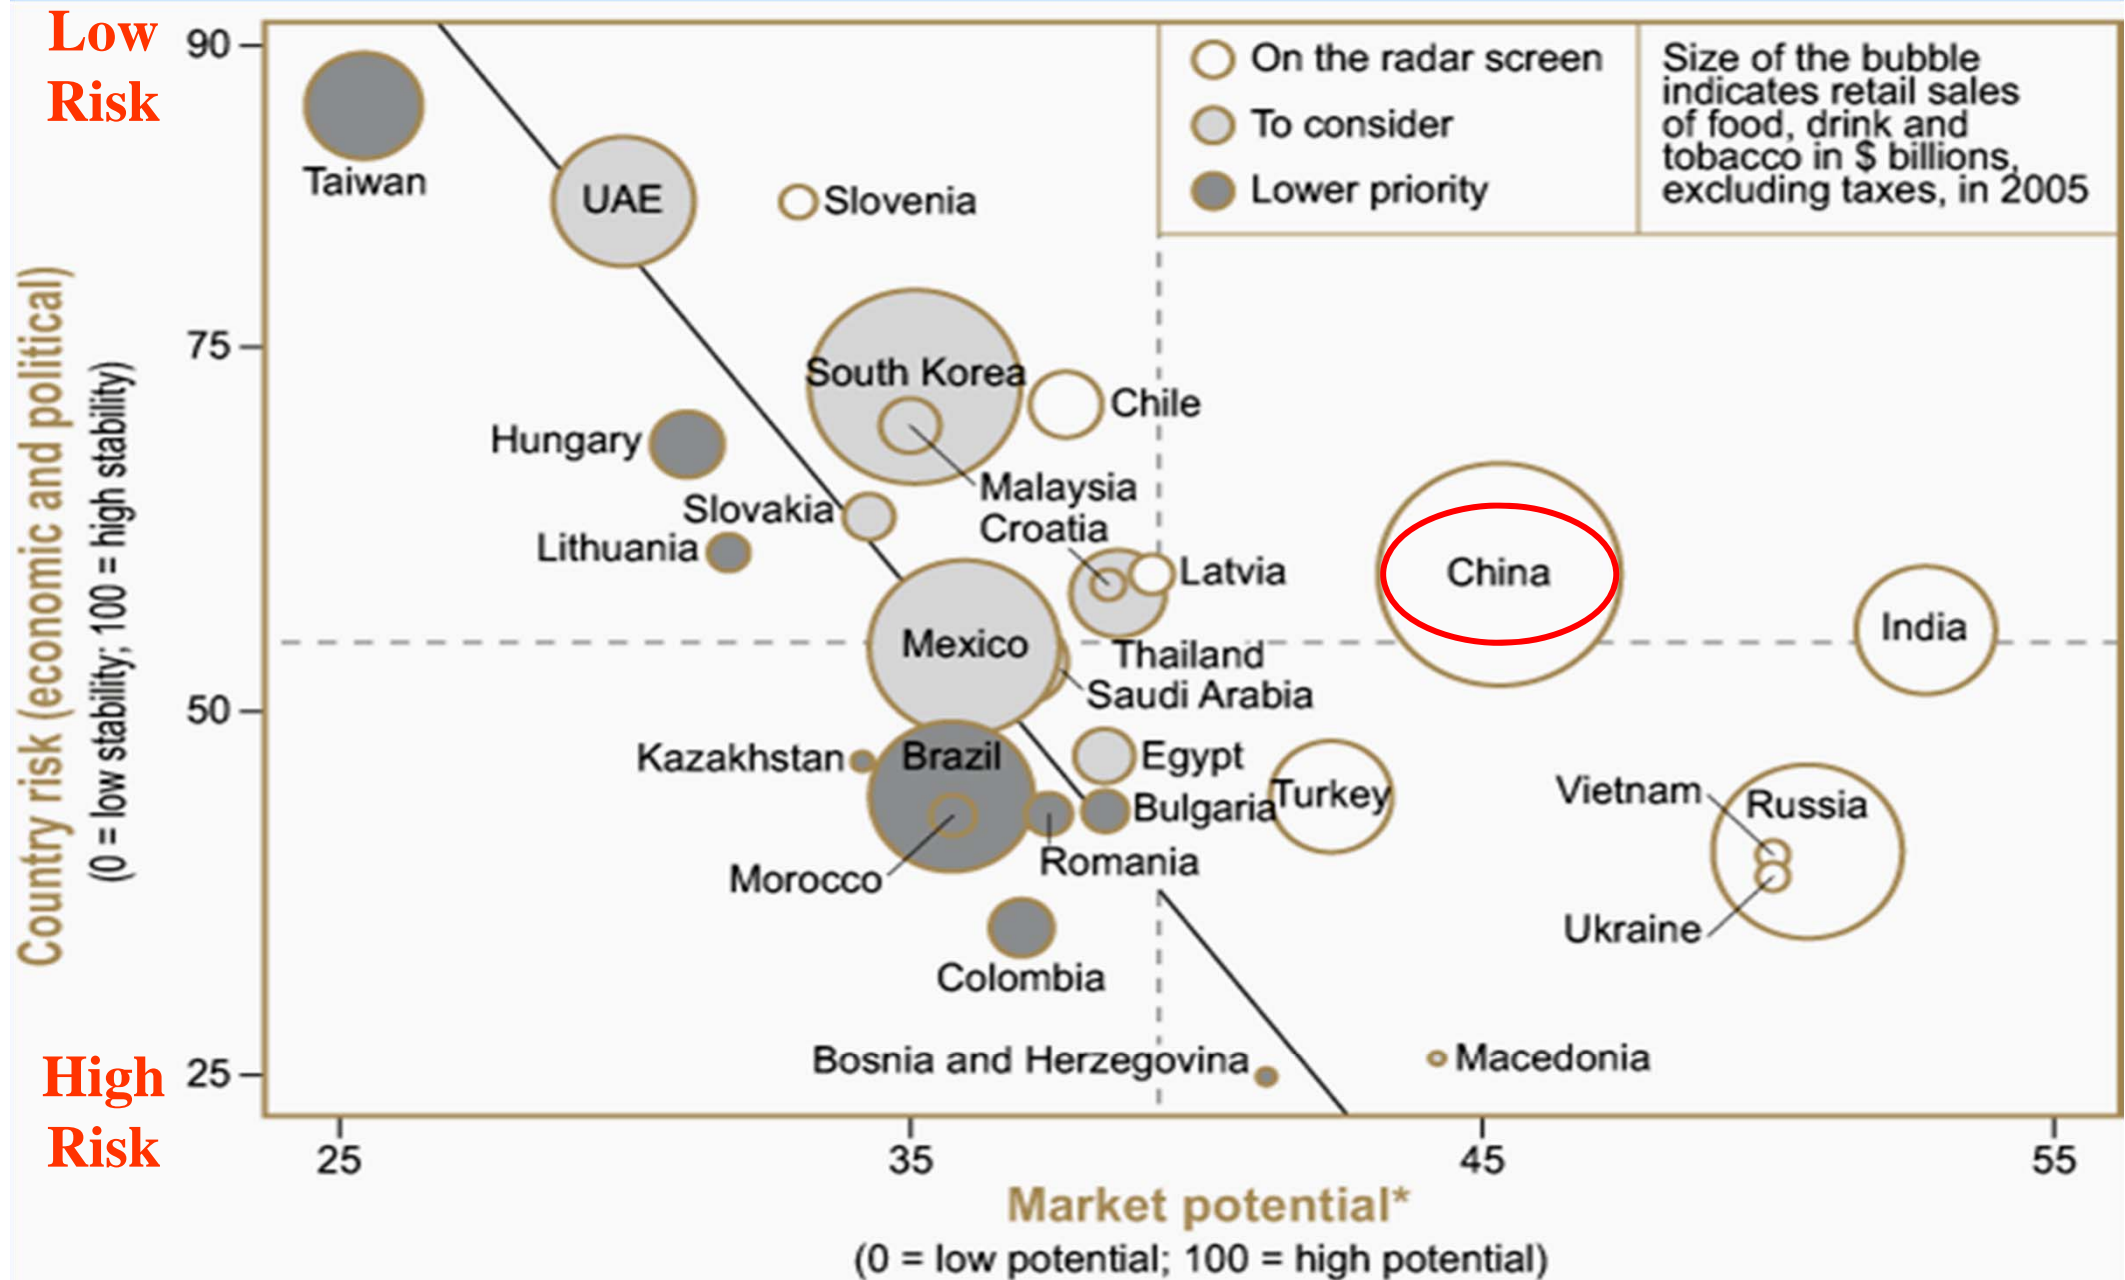 Low
Risk
90
75
50
25
High
Risk
Country risk (economic and political)
(0 = low stability; 100 = high stability)
On the radar screen
To consider
Lower priority
Size of the bubble
indicates retail sales
of food, drink and
tobacco in $ billions,
excluding taxes, in 2005
Taiwan
UAE
Slovenia
South Korea
Chile
Hungary
Malaysia
Slovakia
Croatia
Lithuania
Latvia
China
India
Mexico
Thailand
Saudi Arabia
Kazakhstan
Brazil
Egypt
Bulgaria
Turkey
Vietnam
Russia
Morocco
Romania
Ukraine
Colombia
Bosnia and Herzegovina
Macedonia
25
35
45
55
Market potential*
(0 = low potential; 100 = high potential)